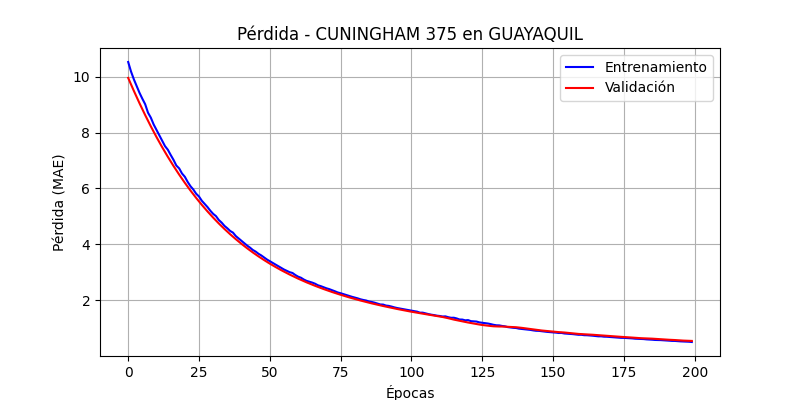 Pérdida - CUNINGHAM 375 en GUAYAQUIL
Entrenamiento
Validación
Pérdida (MAE)
10
8
6
4
2
0 25 50 75 100 125 150 175 200
Épocas